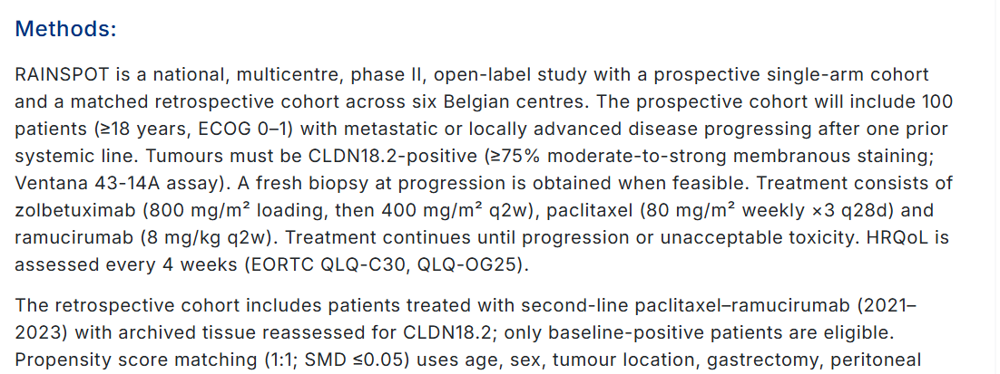 Methods:
RAINSPOT is a national, multicentre, phase II, open-label study with a prospective single-arm cohort
and a matched retrospective cohort across six Belgian centres. The prospective cohort will include 100
patients (≥18 years, ECOG 0–1) with metastatic or locally advanced disease progressing after one prior
systemic line. Tumours must be CLDN18.2-positive (≥75% moderate-to-strong membranous staining;
Ventana 43-14A assay). A fresh biopsy at progression is obtained when feasible. Treatment consists of
zolbetuximab (800 mg/m² loading, then 400 mg/m² q2w), paclitaxel (80 mg/m² weekly ×3 q28d) and
ramucirumab (8 mg/kg q2w). Treatment continues until progression or unacceptable toxicity. HRQoL is
assessed every 4 weeks (EORTC QLQ-C30, QLQ-OG25).
The retrospective cohort includes patients treated with second-line paclitaxel–ramucirumab (2021–
2023) with archived tissue reassessed for CLDN18.2; only baseline-positive patients are eligible.
Propensity score matching (1:1; SMD ≤0.05) uses age, sex, tumour location, gastrectomy, peritoneal